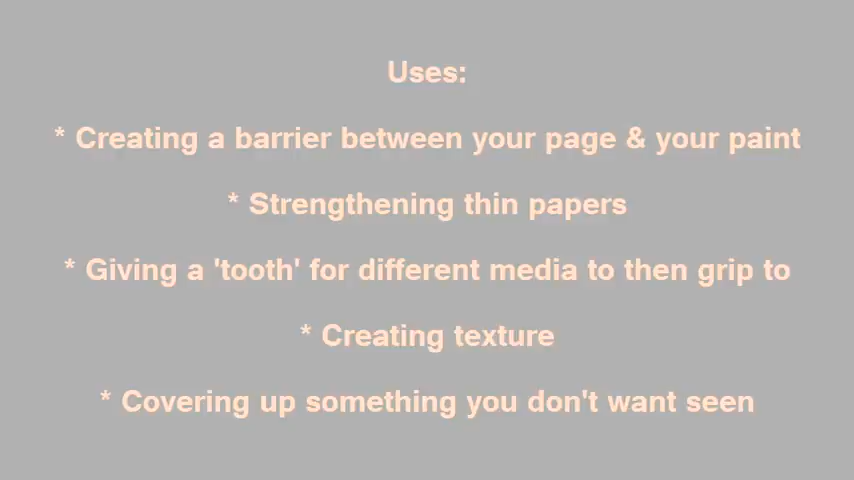 Uses:
* Creating a barrier between your page & your paint
* Strengthening thin papers
* Giving a 'tooth' for different media to then grip to
* Creating texture
* Covering up something you don't want seen